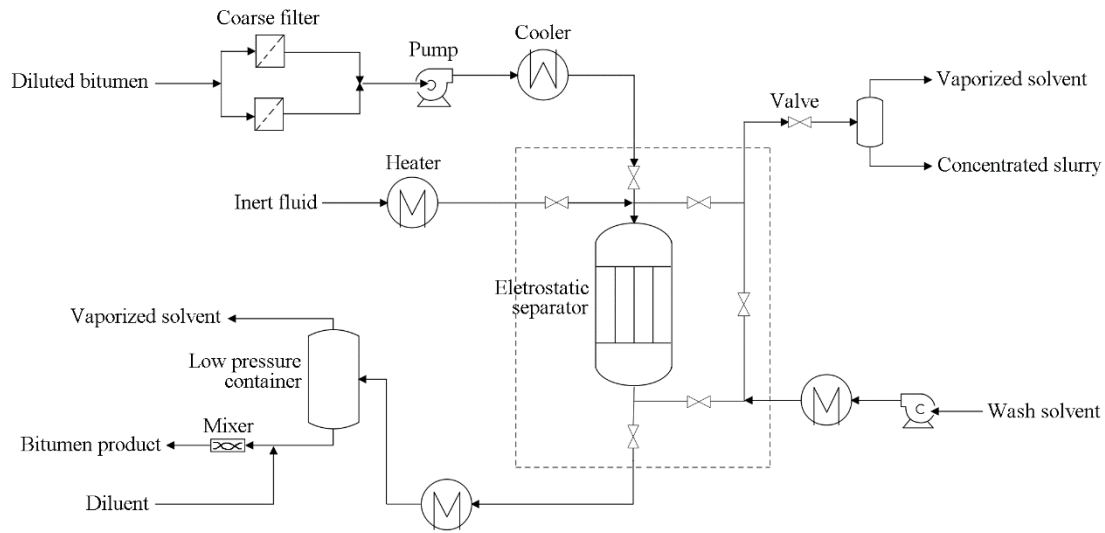 Coarse filter
Diluted bitumen
Pump
Cooler
Valve
Vaporized solvent
Concentrated slurry
Heater
Inert fluid
Eletrostatic
separator
Vaporized solvent
Low pressure
container
Wash solvent
Mixer
Bitumen product
Diluent